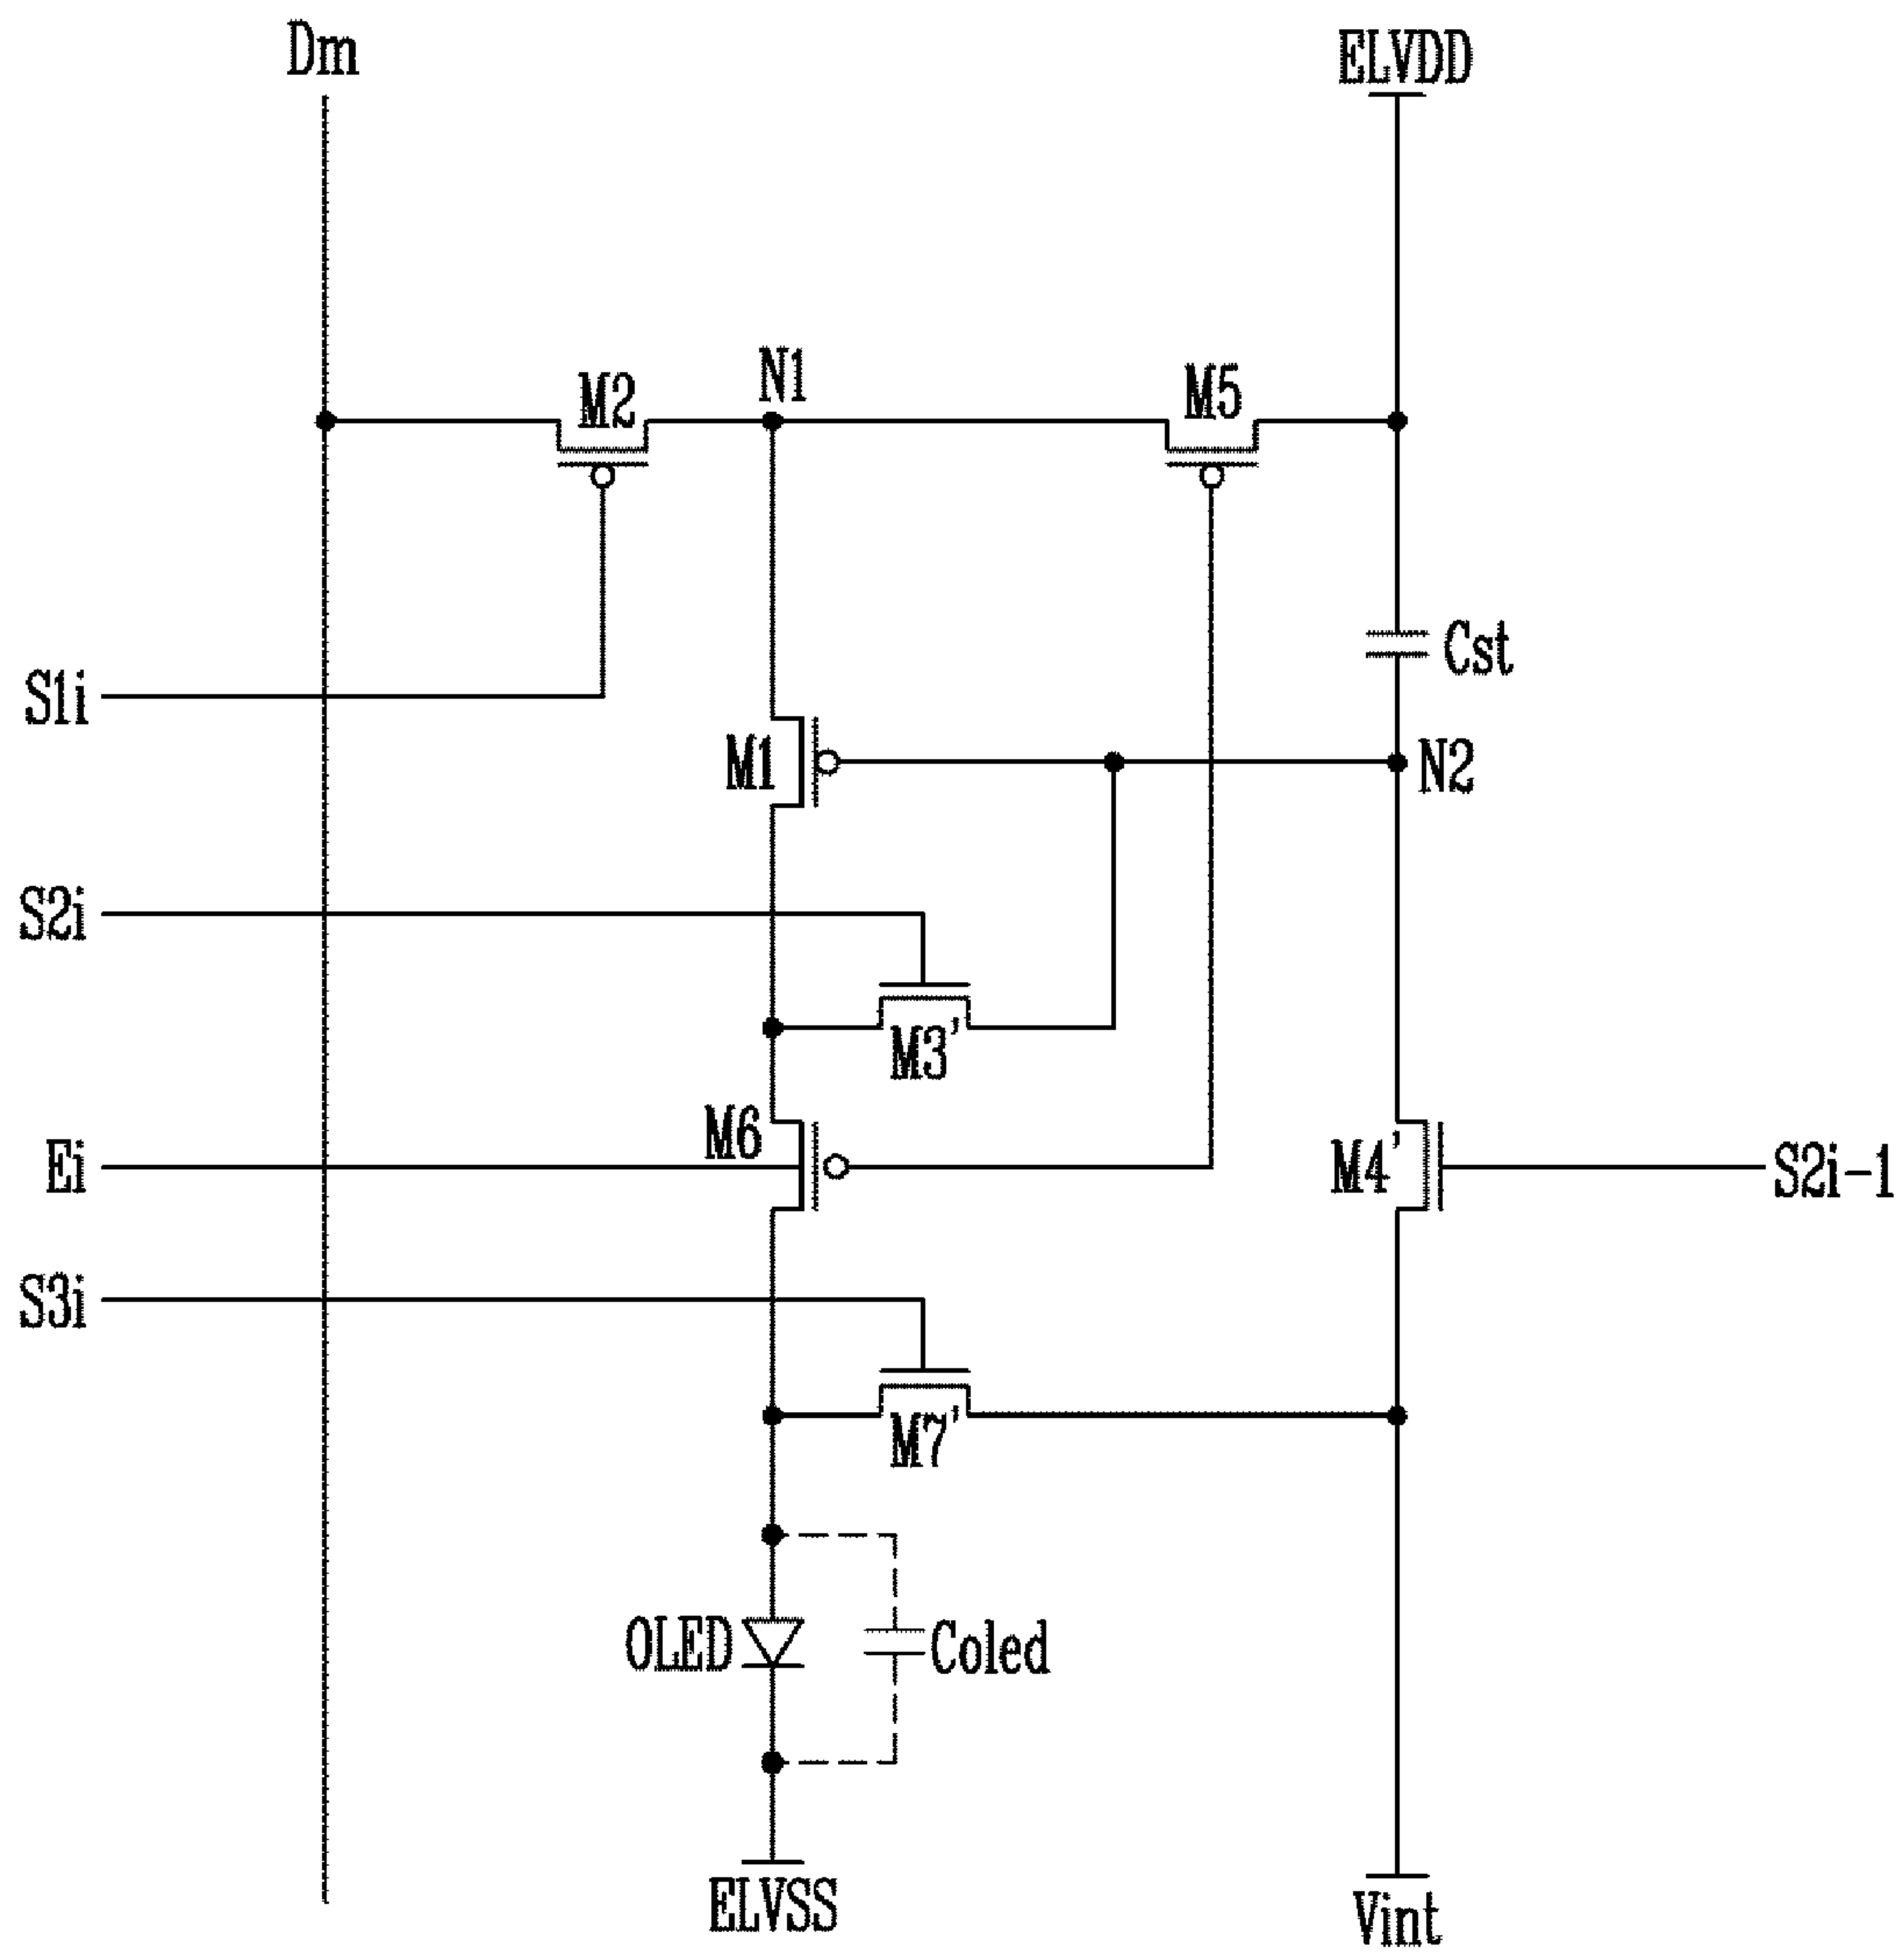 Dm
ELVDD
N1
M2
M5
Cst
S1i
M1
N2
S2i
M3'
M6
Ei
M4'
S2i-1
S3i
M7'
OLED
Coled
ELVSS
Vint